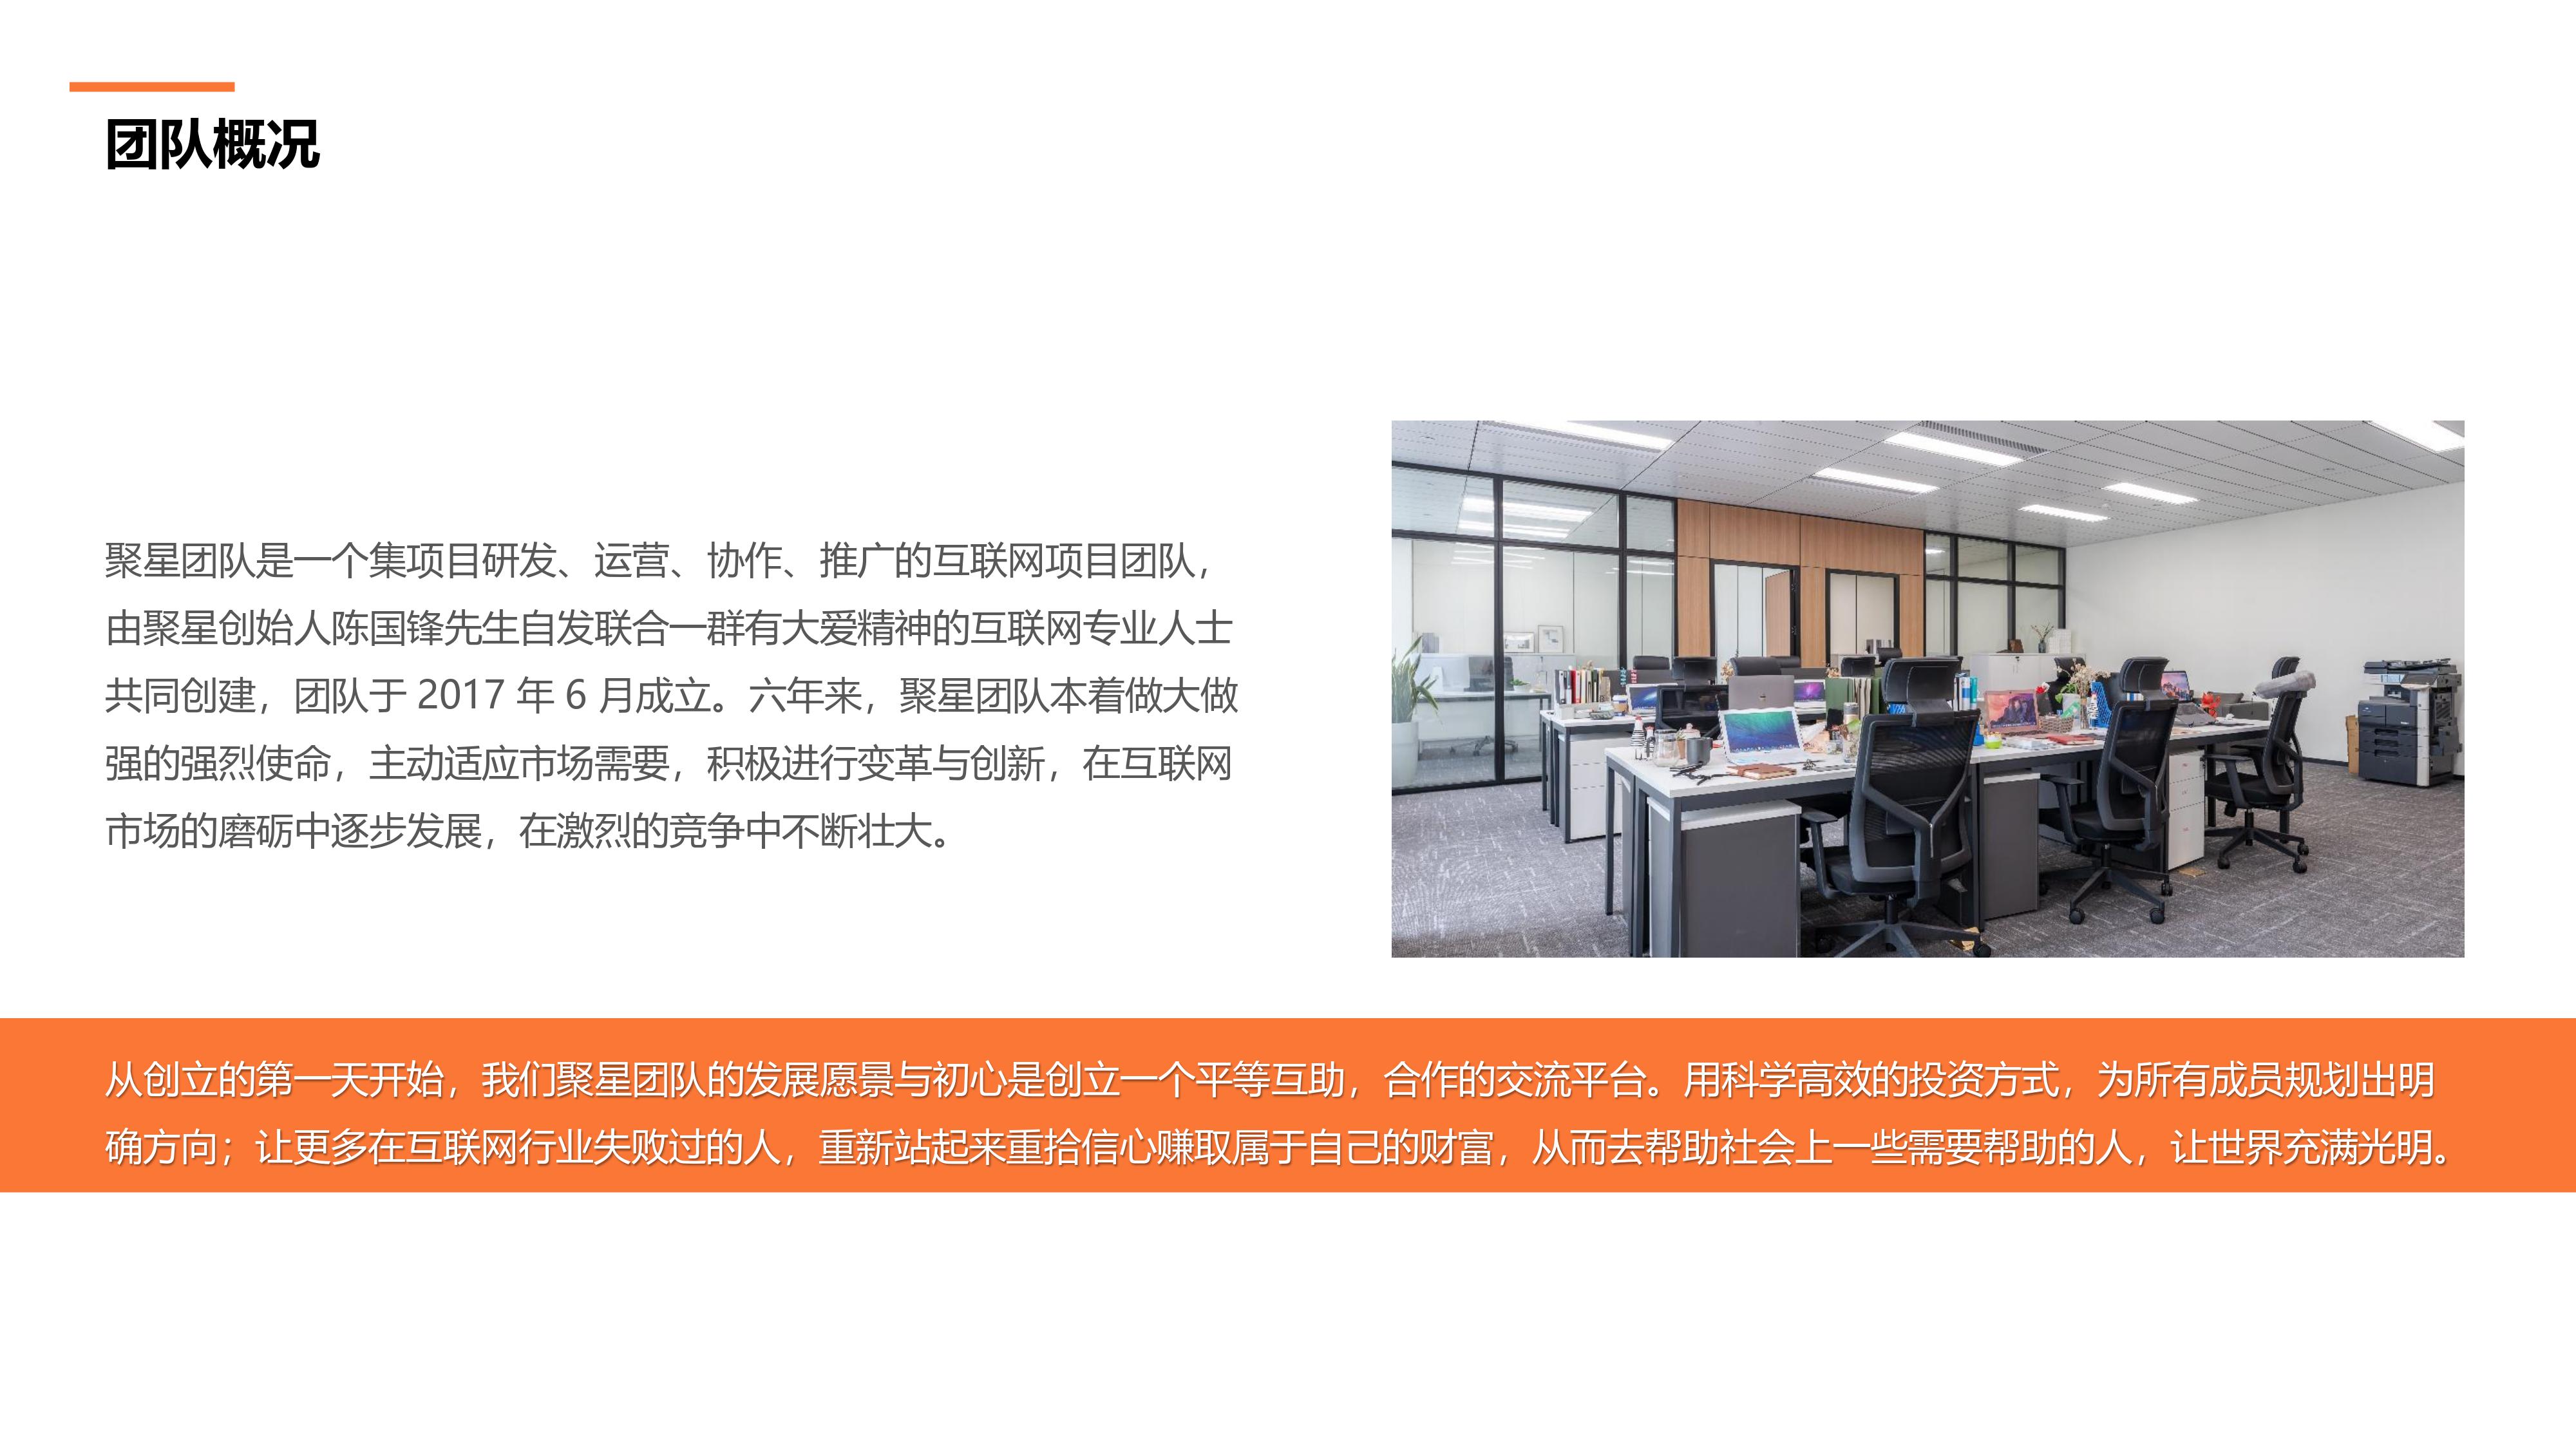 团队概况
聚星团队是一个集项目研发、运营、协作、推广的互联网项目团队，
由聚星创始人陈国锋先生自发联合一群有大爱精神的互联网专业人士
共同创建，团队于 2017 年 6 月成立。六年来，聚星团队本着做大做
强的强烈使命，主动适应市场需要，积极进行变革与创新，在互联网
市场的磨砺中逐步发展，在激烈的竞争中不断壮大。
从创立的第一天开始，我们聚星团队的发展愿景与初心是创立一个平等互助，合作的交流平台。用科学高效的投资方式，为所有成员规划出明
确方向；让更多在互联网行业失败过的人，重新站起来重拾信心赚取属于自己的财富，从而去帮助社会上一些需要帮助的人，让世界充满光明。